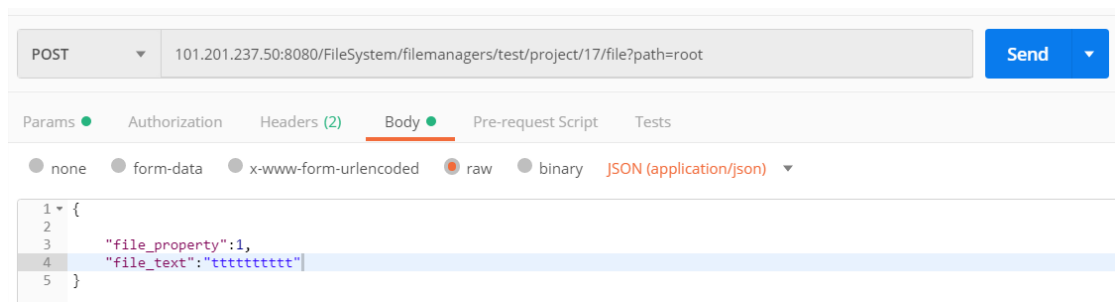 POST 101.201.237.50:8080/FileSystem/filemanagers/test/project/17/file?path=root Send
Params Authorization Headers (2) Body Pre-request Script Tests
none form-data x-www-form-urlencoded raw binary JSON (application/json)
1 {
2
3 "file_property":1,
4 "file_text":"tttttttttt"
5 }